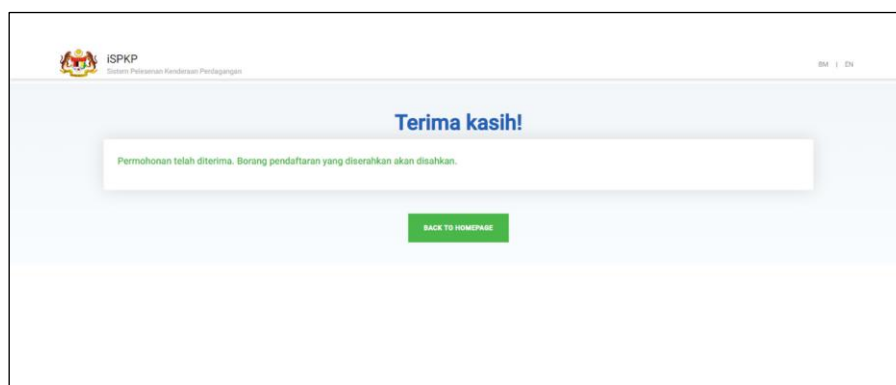 iSPKP
Sistem Pelesenan Kenderaan Perdagangan
BM | EN
Terima kasih!
Permohonan telah diterima. Borang pendaftaran yang diserahkan akan disahkan.
BACK TO HOMEPAGE